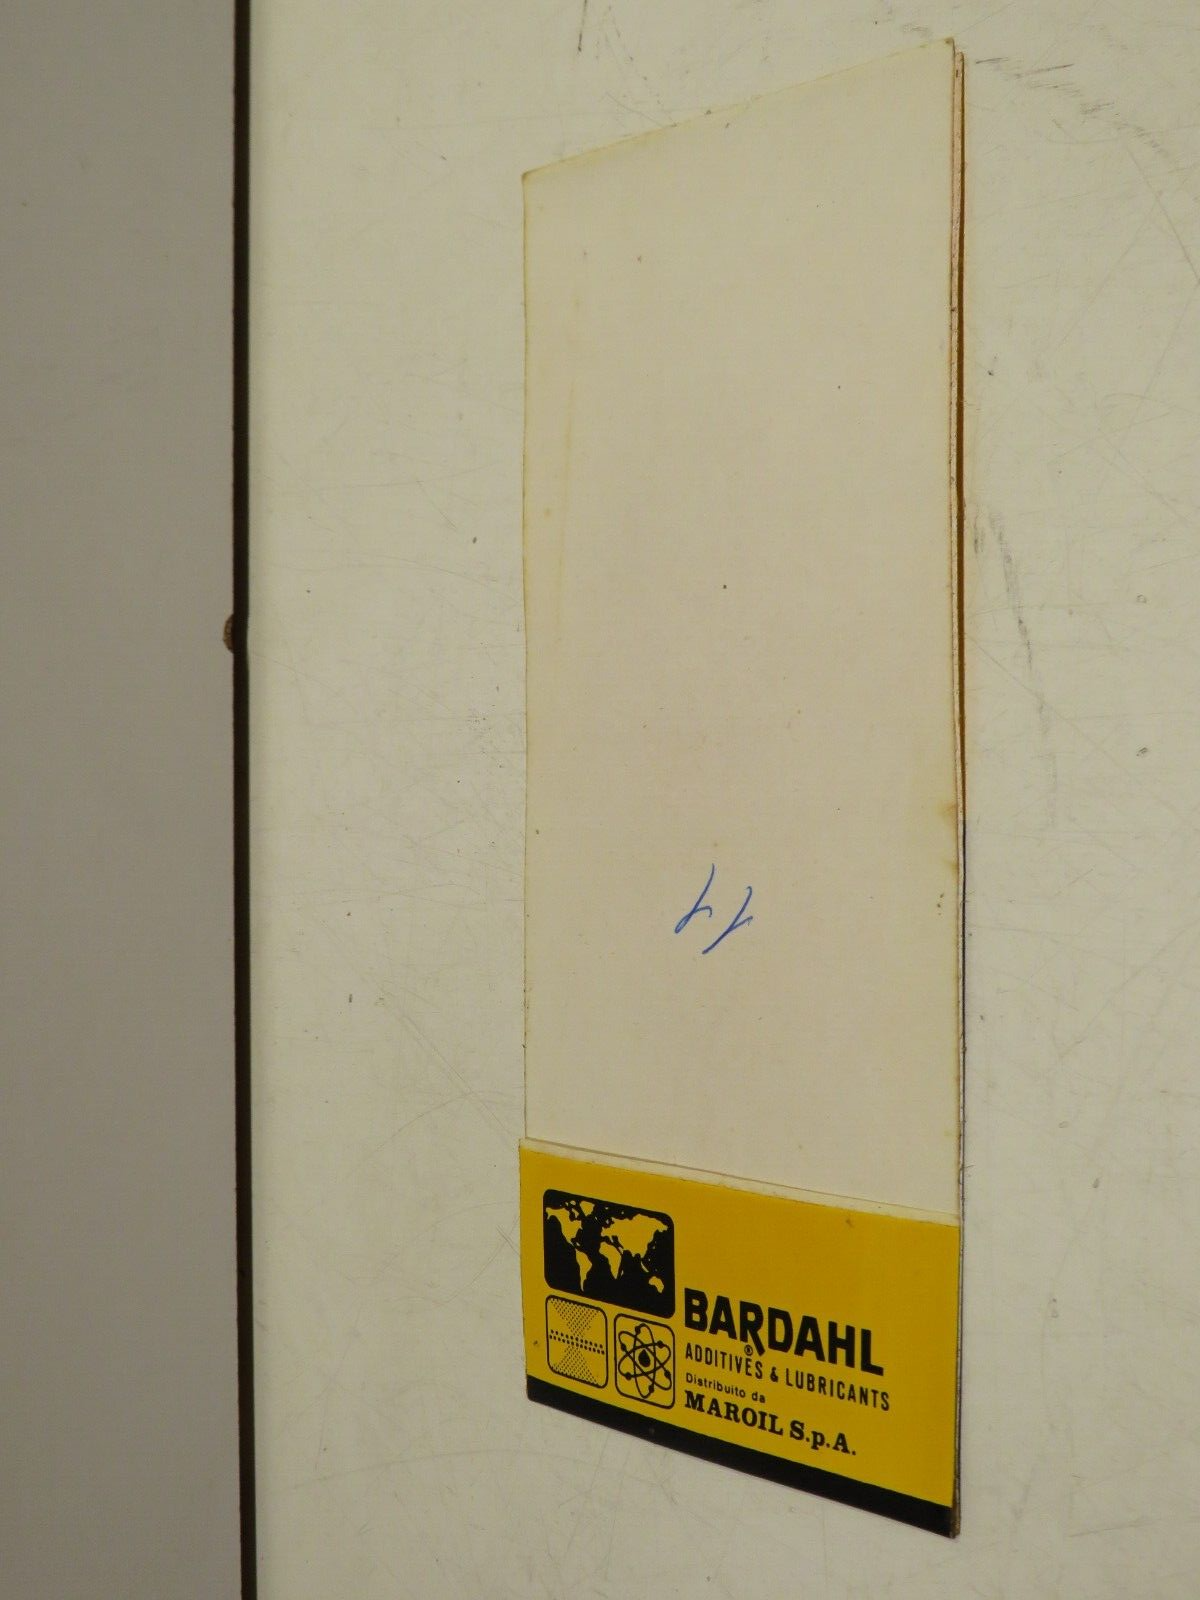 BARDAHL
®
ADDITIVES & LUBRICANTS
Distribuito da
MAROIL S.p.A.